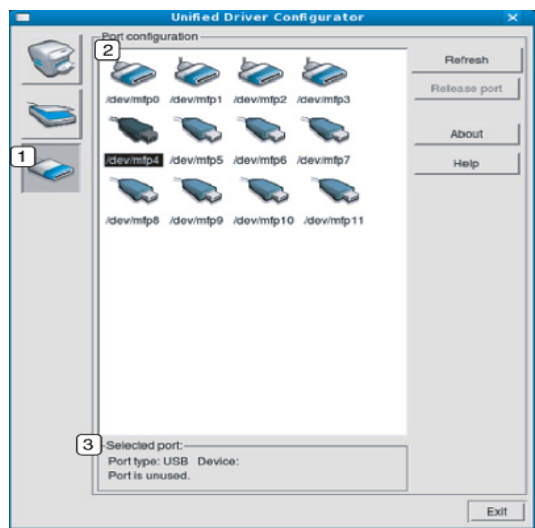 Unified Driver Configurator
Port configuration
2
/dev/mfp0 /dev/mfp1 /dev/mfp2 /dev/mfp3
/dev/mfp4 /dev/mfp5 /dev/mfp6 /dev/mfp7
/dev/mfp8 /dev/mfp9 /dev/mfp10 /dev/mfp11
1
Refresh
Release port
About
Help
3
Selected port:
Port type: USB Device:
Port is unused.
Exit